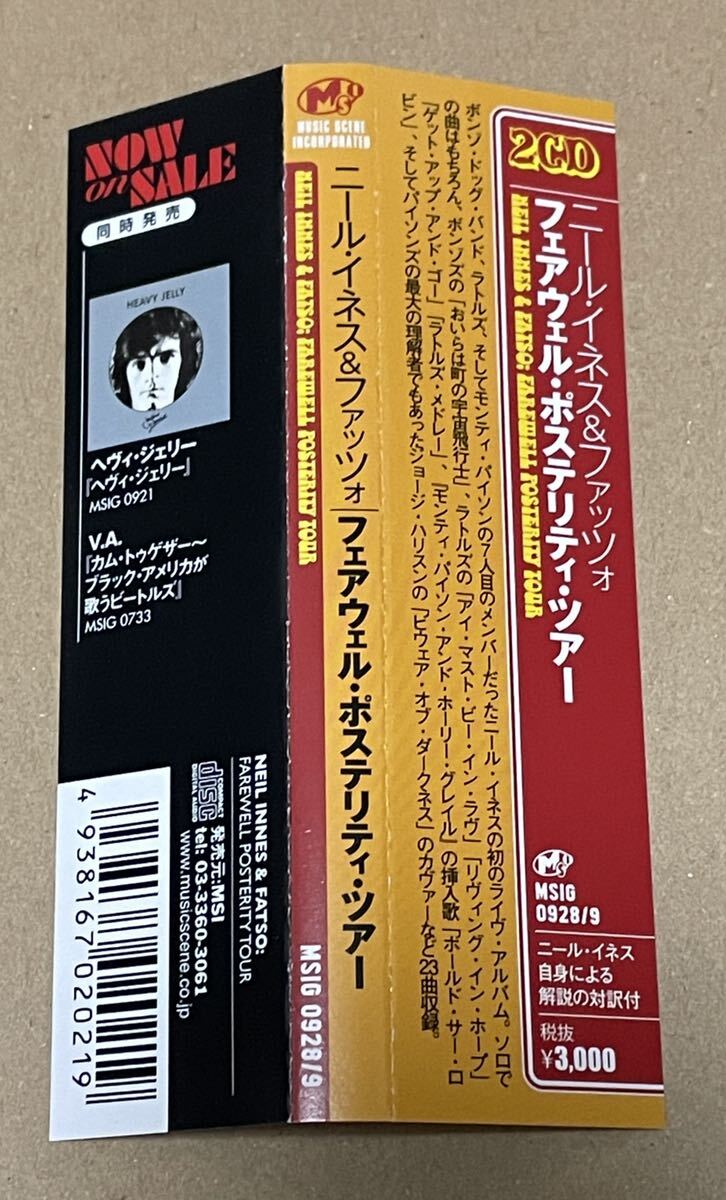 2CD
ニール・イネス&ファッツォ
フェアウェル・ポステリティ・ツアー
NEIL INNES & FATSO: FAREWELL POSTERITY TOUR
MSI
MSIG
0928/9
ニール・イネス
自身による
解説の対訳付
税抜
¥3,000
ボンゾ・ドッグ・バンド、ラトルズ、そしてモンティ・パイソンの7人目のメンバーだったニール・イネスの初のライヴ・アルバム。ソロで
の曲はもちろん、ボンゾズの「おいらは町の宇宙飛行士」、ラトルズの「アイ・マスト・ビー・イン・ラヴ」「リヴィング・イン・ホープ」
「ゲット・アップ・アンド・ゴー」「ラトルズ・メドレー」、「モンティ・パイソン・アンド・ホーリー・グレイル」の挿入歌「ボールド・サー・ロ
ビン」、そしてパイソンズの最大の理解者でもあったジョージ・ハリスンの「ビウェア・オブ・ダークネス」のカヴァーなど23曲収録。
MSI
MUSIC SCENE
INCORPORATED
NEIL INNES & FATSO: FAREWELL POSTERITY TOUR
ニール・イネス&ファッツォ フェアウェル・ポステリティ・ツアー
MSIG 0928/9
NOW
on SALE
同時発売
HEAVY JELLY
ヘヴィ・ジェリー
『ヘヴィ・ジェリー』
MSIG 0921
V.A.
『カム・トゥゲザー～
ブラック・アメリカが
歌うビートルズ』
MSIG 0733
NEIL INNES & FATSO:
FAREWELL POSTERITY TOUR
COMPACT
disc
DIGITAL AUDIO
発売元:MSI
tel: 03-3360-3061
www.musicscene.co.jp
4 938167 020219